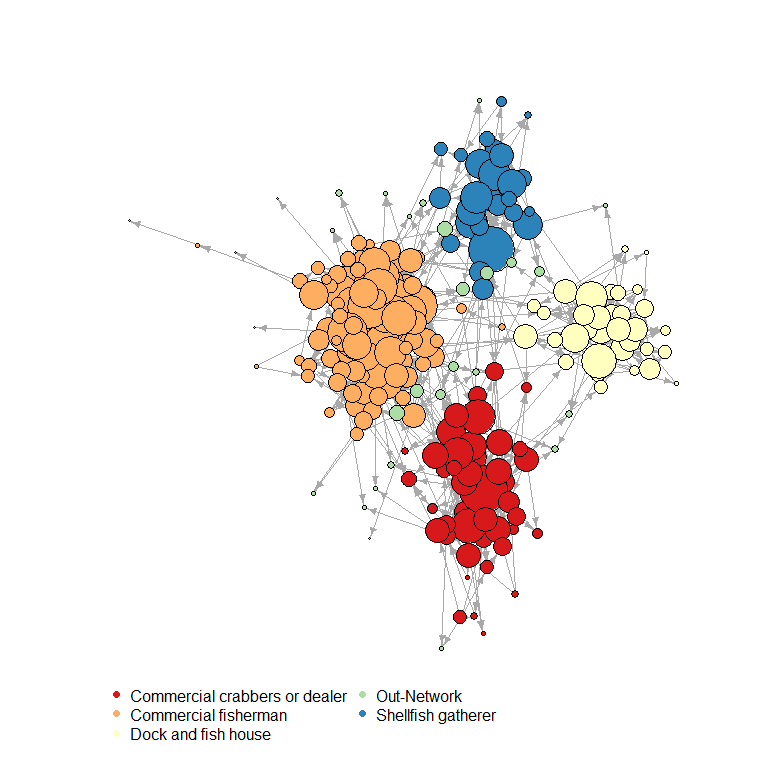 Commercial crabbers or dealer
Commercial fisherman
Dock and fish house
Out-Network
Shellfish gatherer